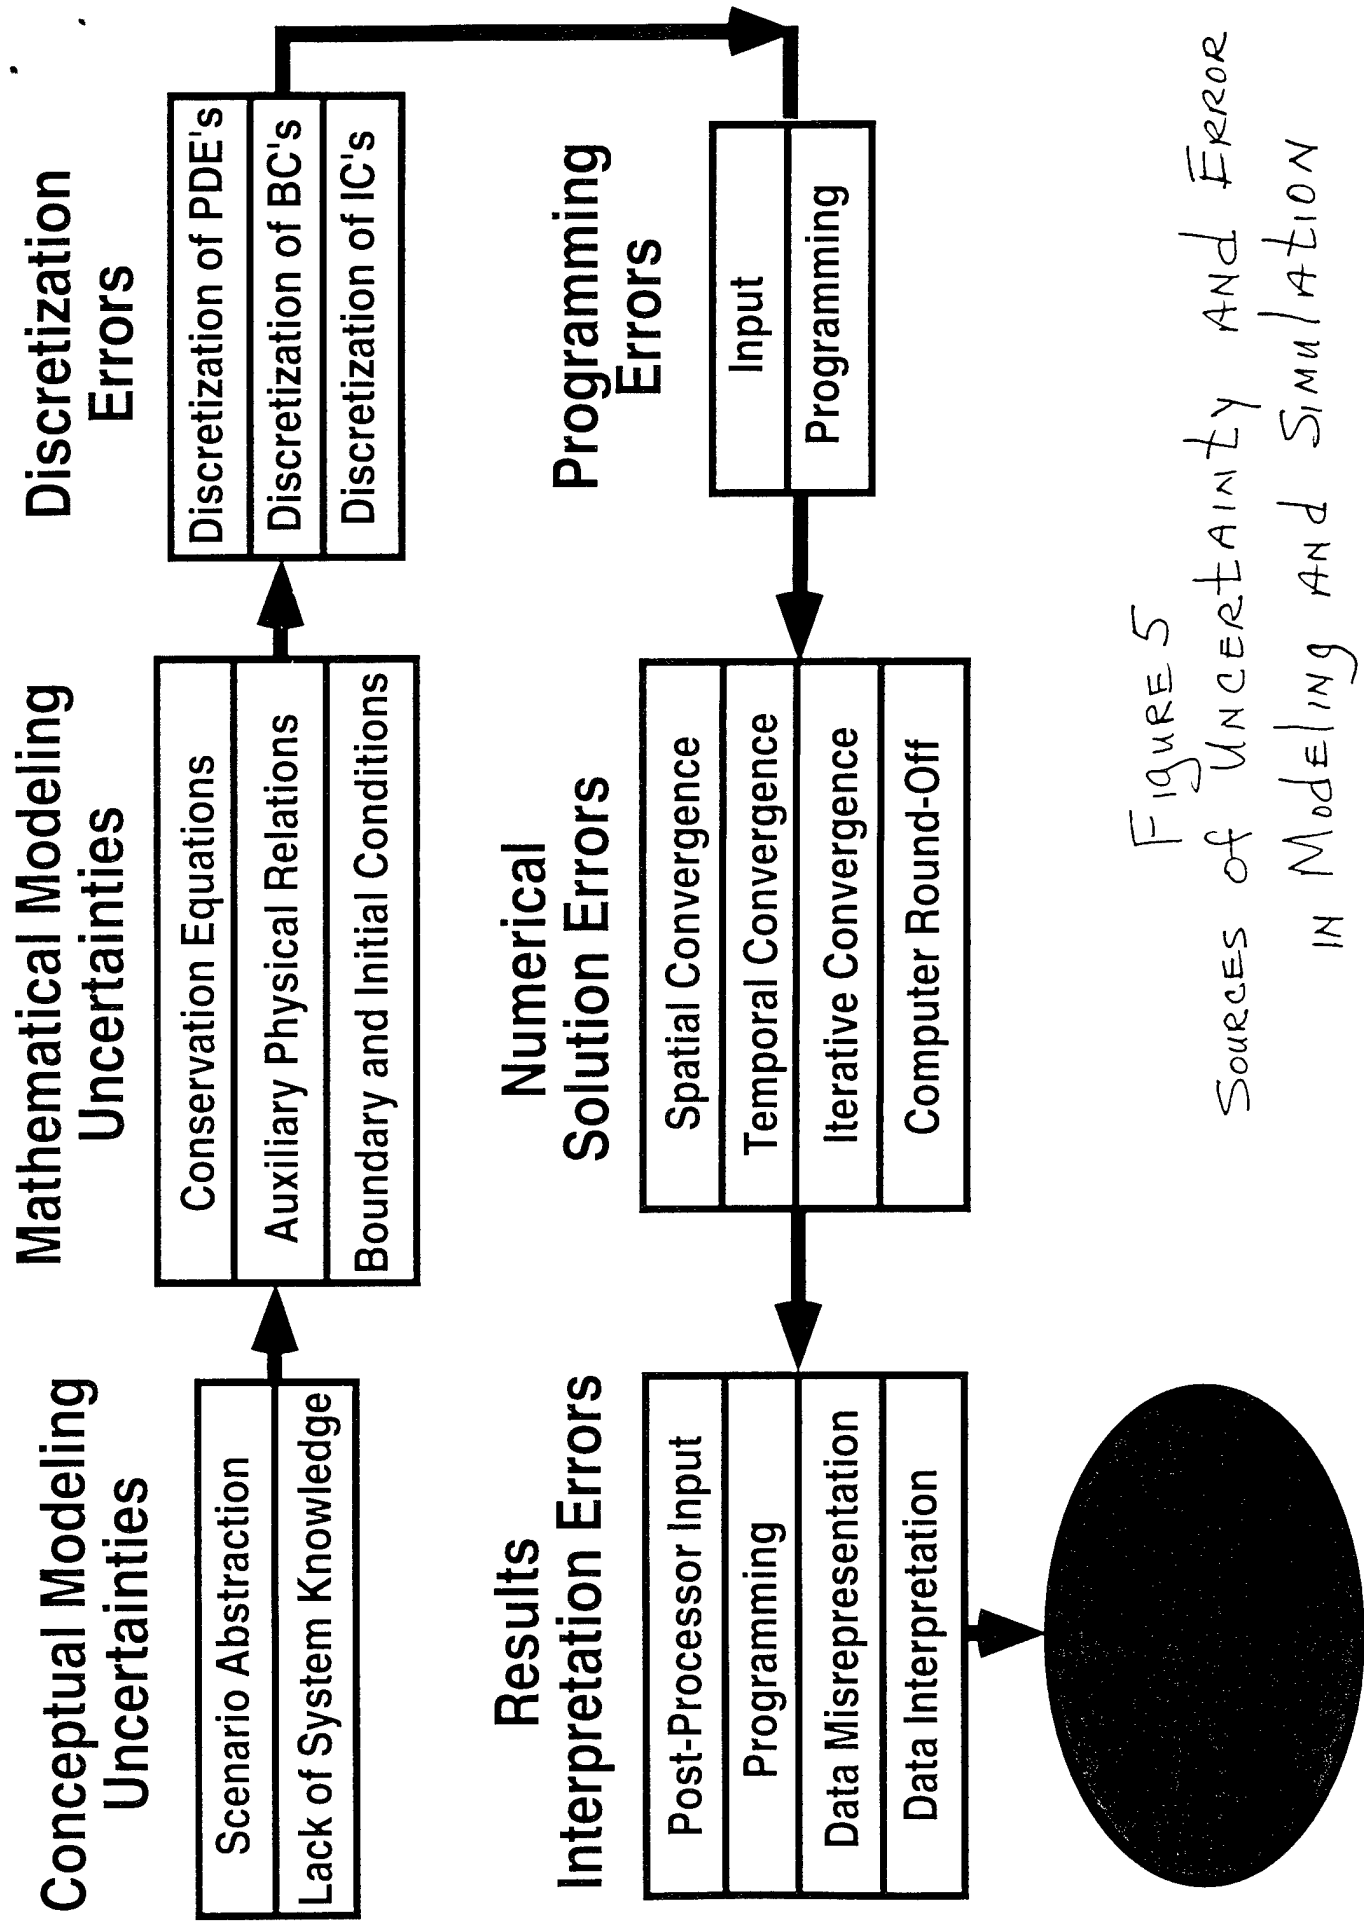 Conceptual Modeling
Uncertainties
Scenario Abstraction
Lack of System Knowledge
Mathematical Modeling
Uncertainties
Conservation Equations
Auxiliary Physical Relations
Boundary and Initial Conditions
Discretization
Errors
Discretization of PDE's
Discretization of BC's
Discretization of IC's
Programming
Errors
Input
Programming
Numerical
Solution Errors
Spatial Convergence
Temporal Convergence
Iterative Convergence
Computer Round-Off
Results
Interpretation Errors
Post-Processor Input
Programming
Data Misrepresentation
Data Interpretation
FigURE 5
SOURCES of UNCERtAINty AND ERROR
IN ModElINg AND SIMulAtION